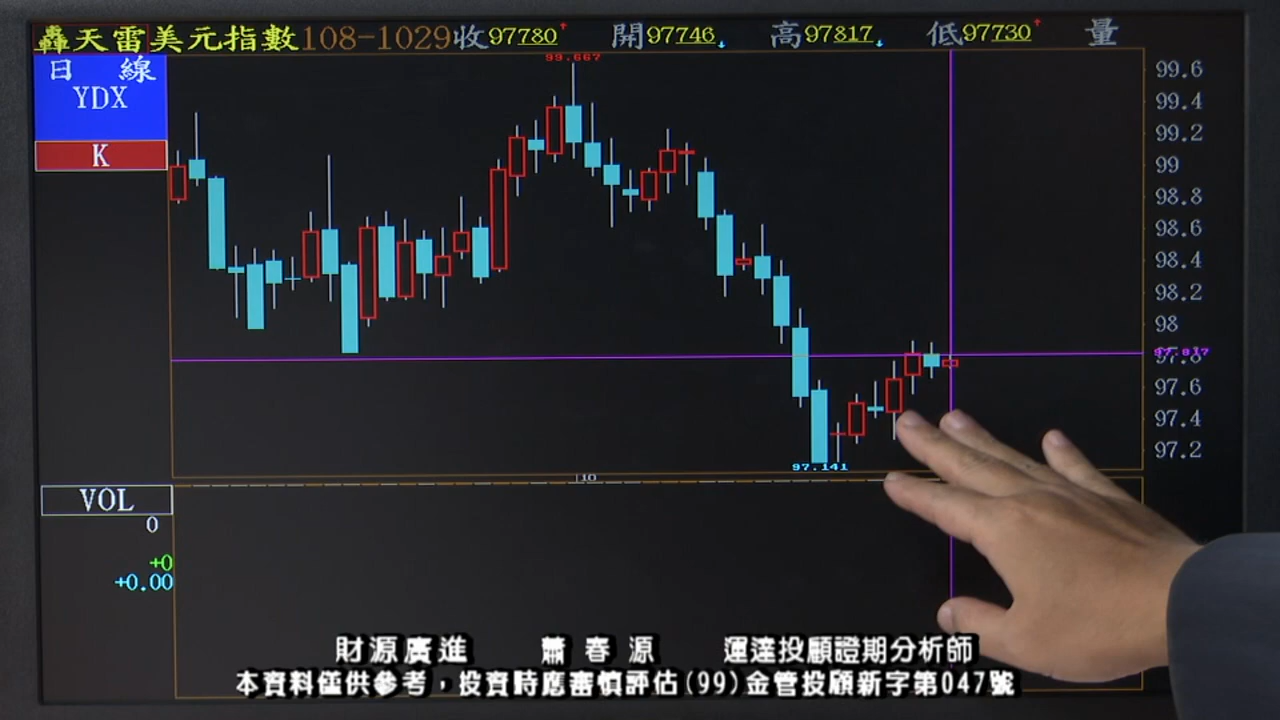 轟天雷美元指數108-1029收97780↑ 開97746↓ 高97817↓ 低97730↑ 量
日 線
YDX
K
99.667
99.6
99.4
99.2
99
98.8
98.6
98.4
98.2
98
97.817
97.8
97.6
97.4
97.2
97.141
10
VOL
0
+0
+0.00
財源廣進 蕭春源 運達投顧證期分析師
本資料僅供參考，投資時應審慎評估(99)金管投顧新字第047號